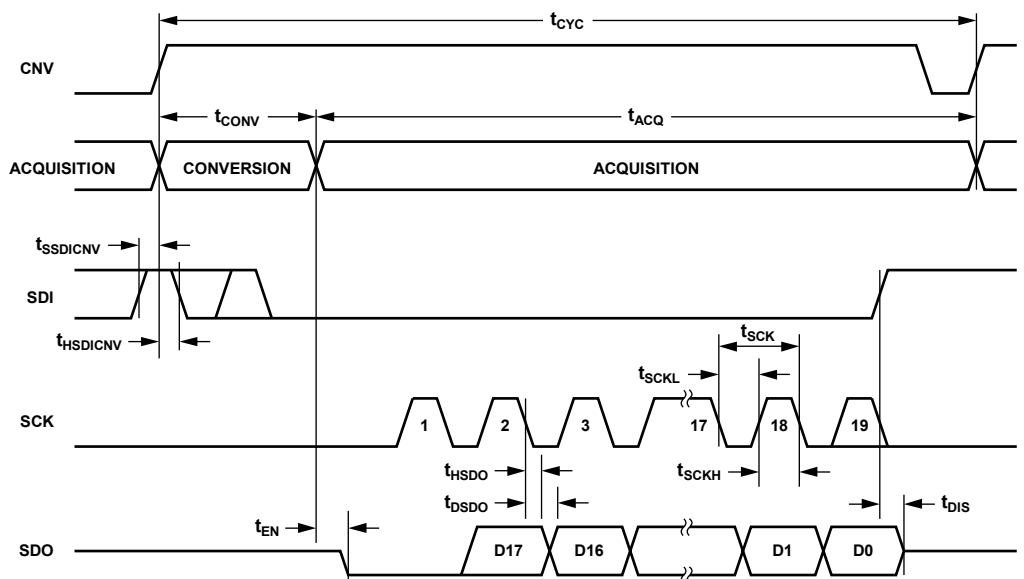 tCYC
CNV
tCONV
tACQ
ACQUISITION
CONVERSION
ACQUISITION
tSSDICNV
SDI
tHSDICNV
tSCK
tSCKL
SCK
1
2
3
17
18
19
tHSDO
tSCKH
tDSDO
tEN
tDIS
SDO
D17
D16
D1
D0